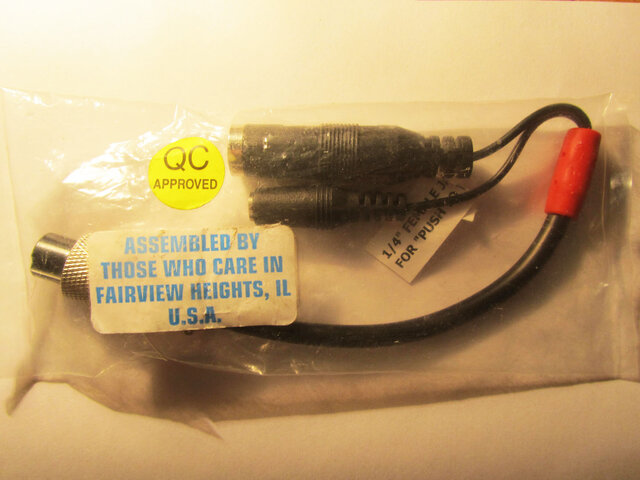 QC
APPROVED
ASSEMBLED BY
THOSE WHO CARE IN
FAIRVIEW HEIGHTS, IL
U.S.A.
1/4" FEMALE
FOR "PUSH